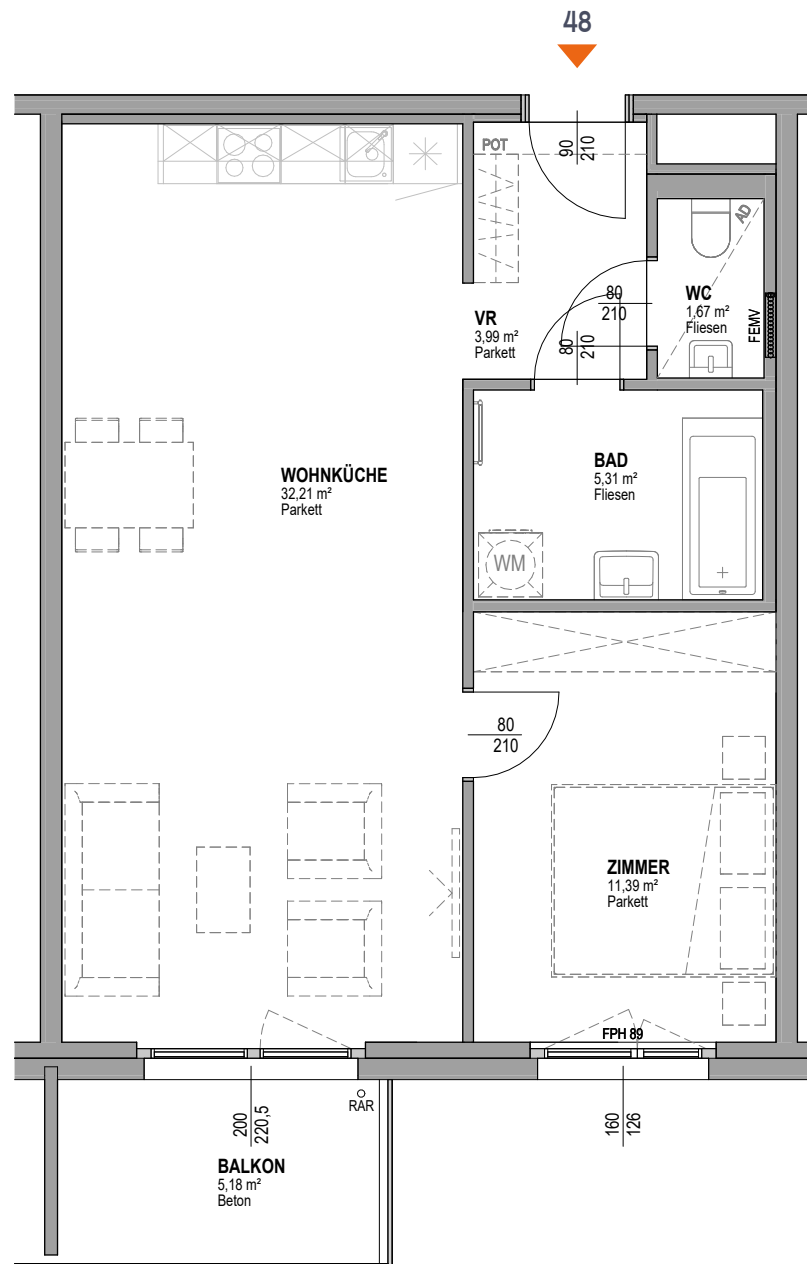 48
POT
90
210
AD
80
210
WC
1,67 m²
Fliesen
FEMV
VR
3,99 m²
Parkett
80
210
WOHNKÜCHE
32,21 m²
Parkett
BAD
5,31 m²
Fliesen
WM
80
210
ZIMMER
11,39 m²
Parkett
FPH 89
RAR
200
220,5
160
126
BALKON
5,18 m²
Beton